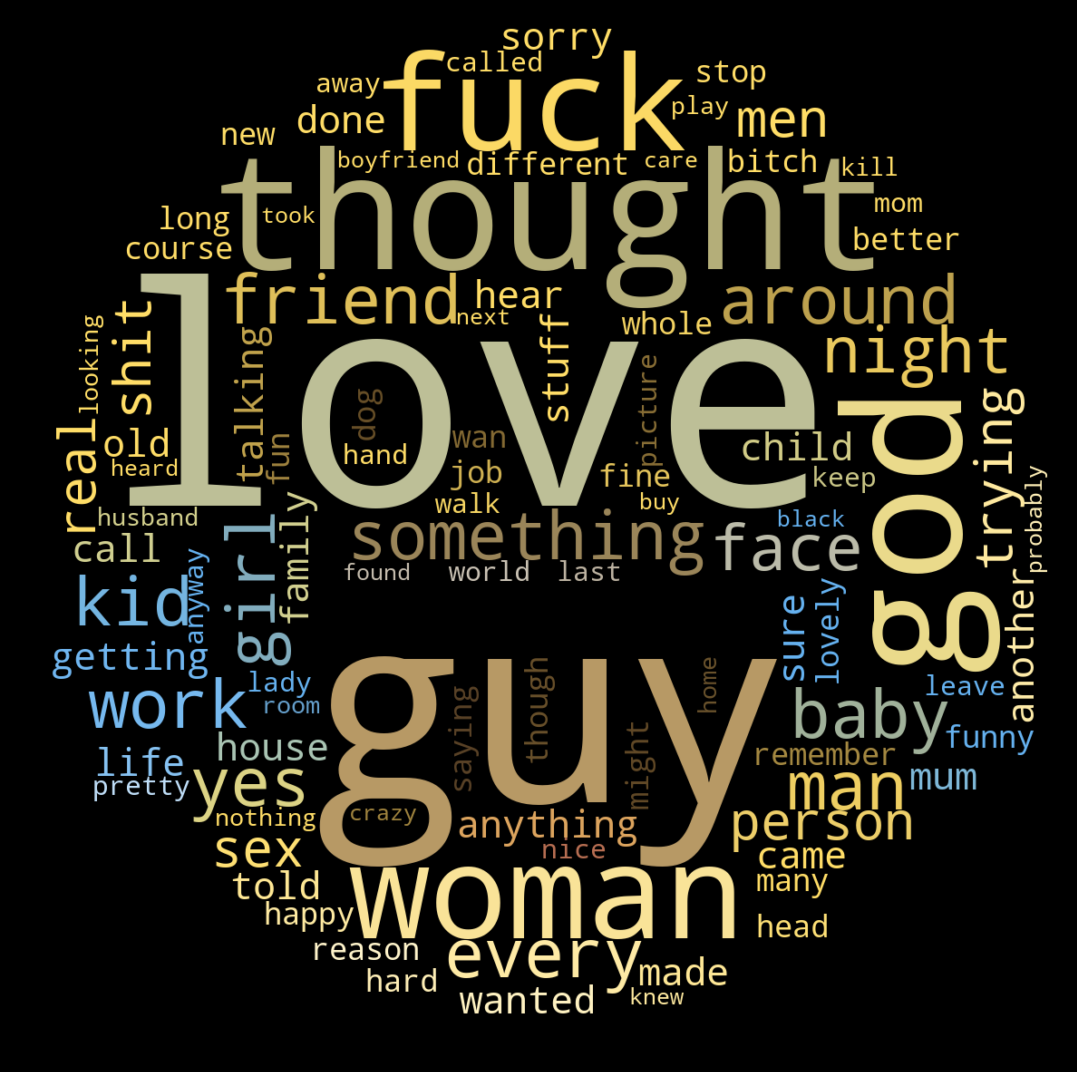 sorry
called
fuck
stop
away
play
done
men
new
boyfriend
different
care
bitch
kill
thought
mom
long
took
course
better
friend
hear
around
next
whole
looking
shit
talking
stuff
night
love
picture
dog
god
trying
real
old
fun
hand
wan
child
heard
job
fine
keep
walk
buy
probably
husband
something
black
face
call
girl
family
found
world
last
kid
anyway
sure
lovely
another
getting
guy
lady
room
work
saying
though
home
leave
baby
funny
house
might
remember
life
pretty
yes
man
mum
nothing
crazy
anything
person
sex
nice
came
told
woman
many
happy
head
reason
every
hard
made
wanted
knew